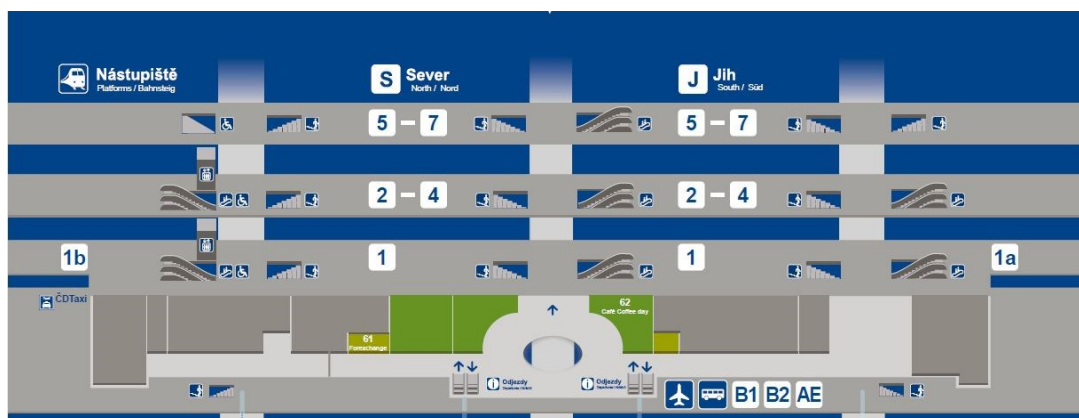 Nástupiště
Platforms / Bahnsteig
S Sever
North / Nord
J Jih
South / Süd
5 – 7
5 – 7
2 – 4
2 – 4
1b
1
1
1a
ČDTaxi
61
Forexchange
62
Café Coffee day
Odjezdy
Odjezdy
B1 B2 AE